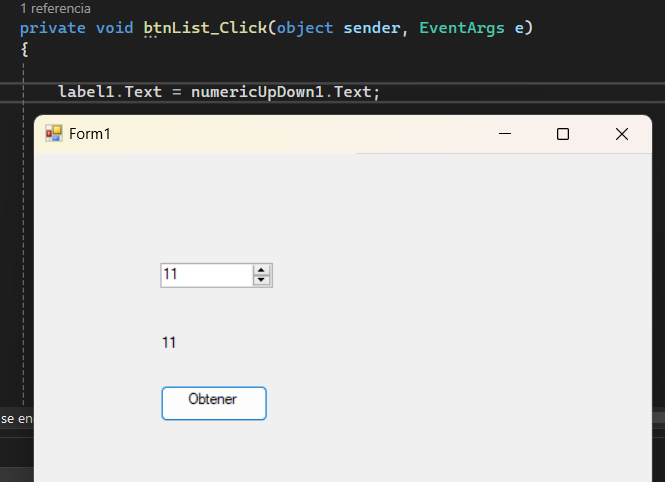 1 referencia
private void btnList_Click(object sender, EventArgs e)
{
label1.Text = numericUpDown1.Text;
Form1
11
11
Obtener
se en